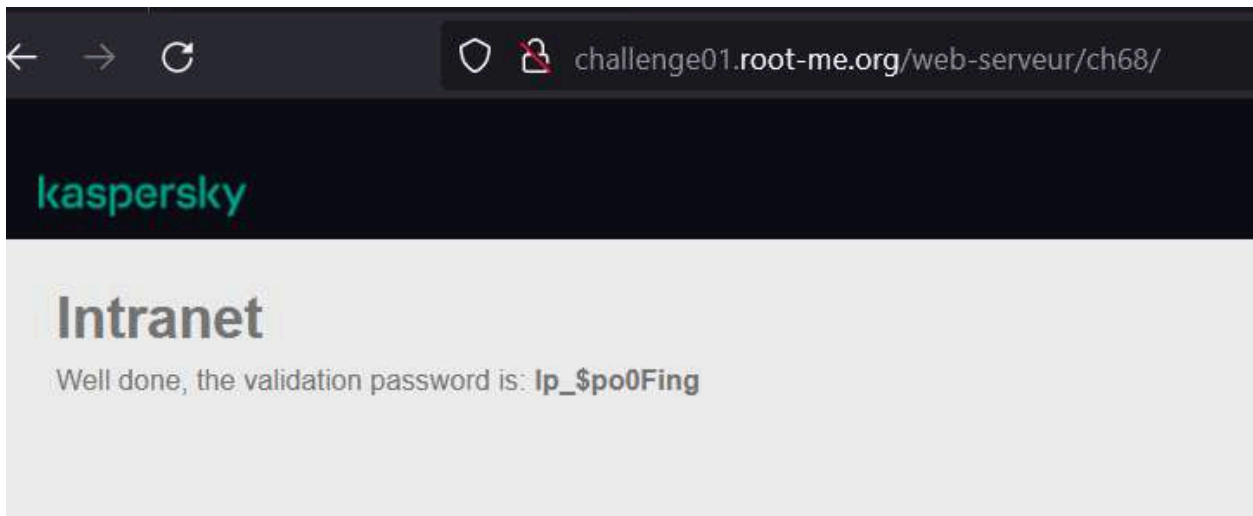 challenge01.root-me.org/web-serveur/ch68/
kaspersky
Intranet
Well done, the validation password is: Ip_$po0Fing